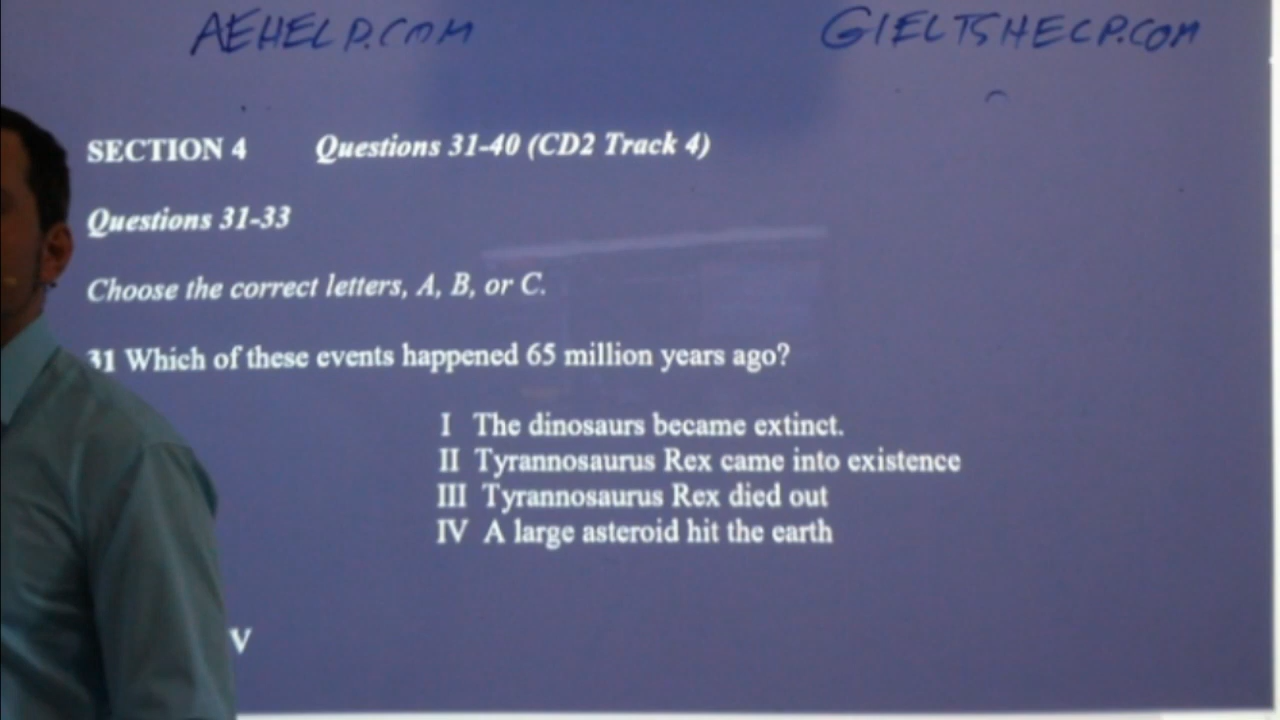 AEHELP.COM GIELTSHELP.COM
SECTION 4 Questions 31-40 (CD2 Track 4)
Questions 31-33
Choose the correct letters, A, B, or C.
31 Which of these events happened 65 million years ago?
I The dinosaurs became extinct.
II Tyrannosaurus Rex came into existence
III Tyrannosaurus Rex died out
IV A large asteroid hit the earth
V